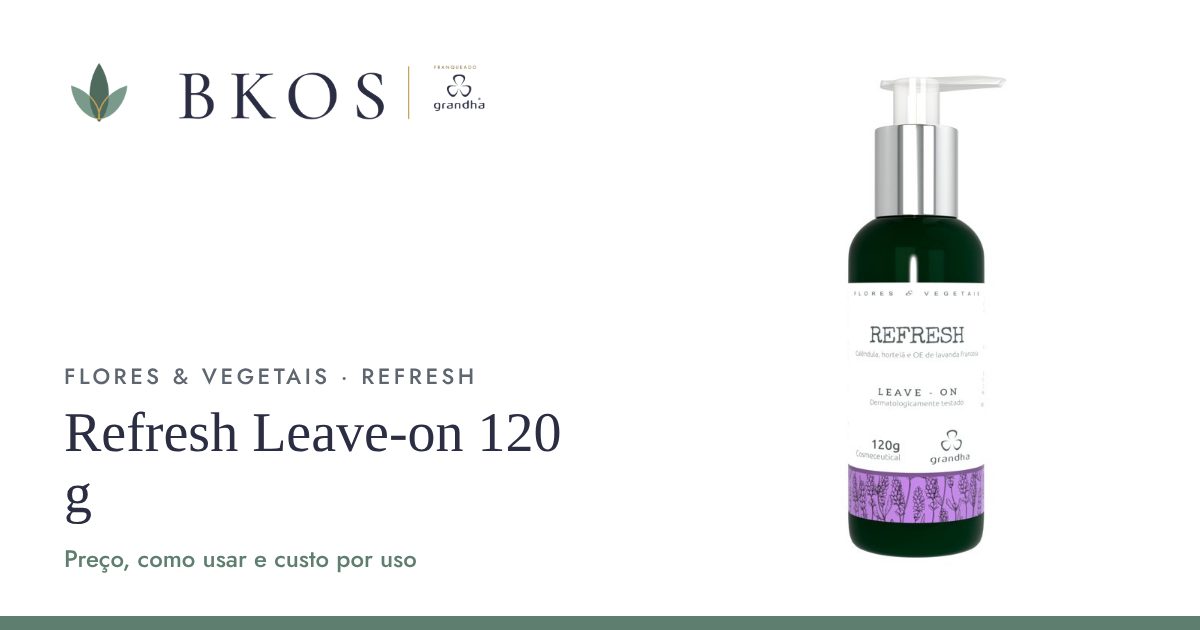 BKOS
FRANQUEADO
grandha
FLORES & VEGETAIS · REFRESH
Refresh Leave-on 120
g
Preço, como usar e custo por uso
FLORES & VEGETAIS
REFRESH
Calêndula, hortelã e OE de lavanda francesa
LEAVE - ON
Dermatologicamente testado
120g
Cosmeceutical
grandha